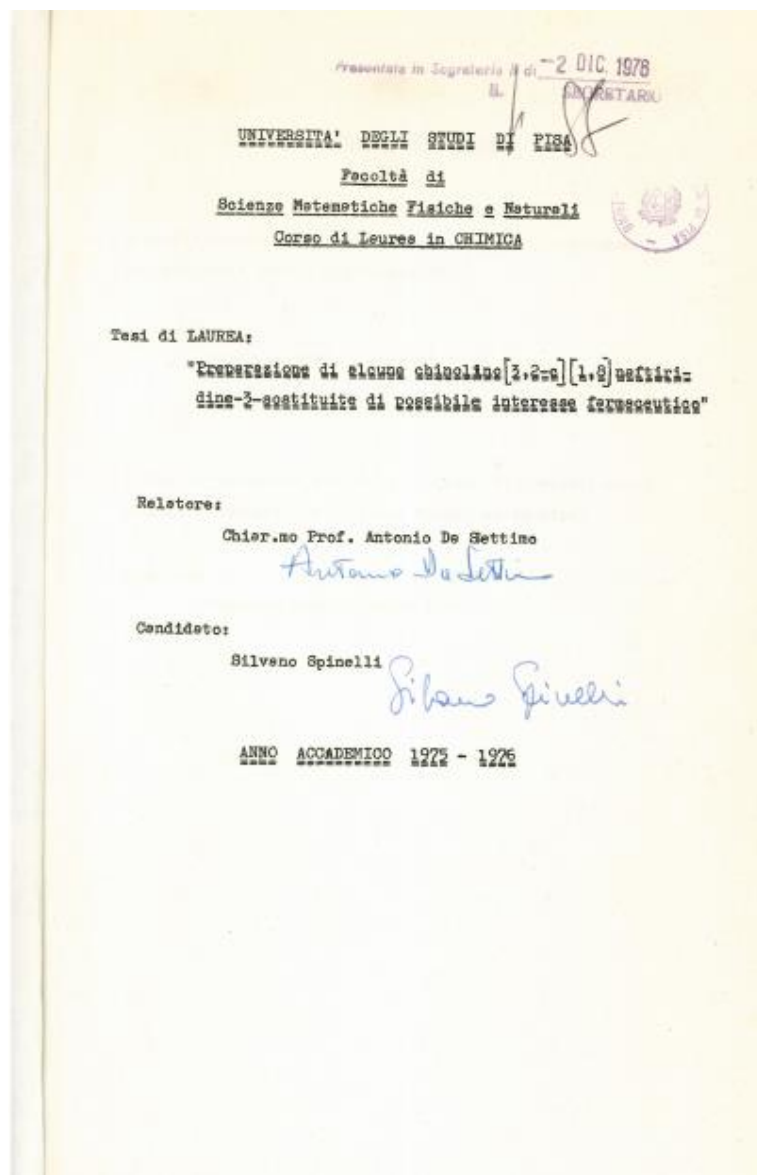 Presentata in Segreteria il dì -2 DIC. 1976
IL SEGRETARIO
UNIVERSITA' DEGLI STUDI DI PISA
Facoltà di
Scienze Matematiche Fisiche e Naturali
Corso di Laurea in CHIMICA
Tesi di LAUREA:
"Preparazione di alcune chinolino[3,2-c][1,8]naftiri=
dine-3-sostituite di possibile interesse farmaceutico"
Relatore:
Chiar.mo Prof. Antonio Da Settimo
Antonio Da Settimo
Candidato:
Silvano Spinelli
Silvano Spinelli
ANNO ACCADEMICO 1975 - 1976